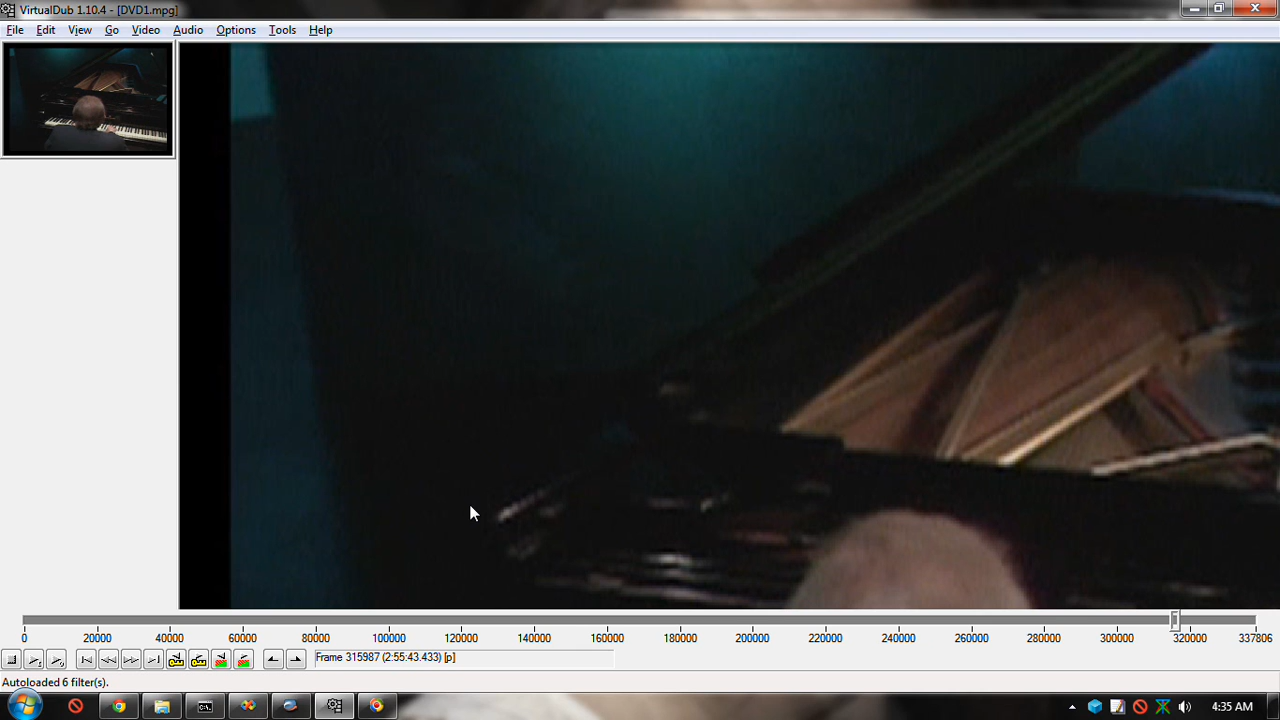 VirtualDub 1.10.4 - [DVD1.mpg]
File Edit View Go Video Audio Options Tools Help
0 20000 40000 60000 80000 100000 120000 140000 160000 180000 200000 220000 240000 260000 280000 300000 320000 337806
Frame 315987 (2:55:43.433) [p]
Autoloaded 6 filter(s).
4:35 AM